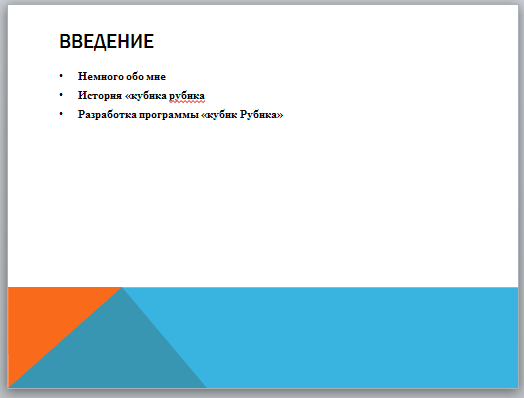 ВВЕДЕНИЕ
• Немного обо мне
• История «кубика рубика
• Разработка программы «кубик Рубика»